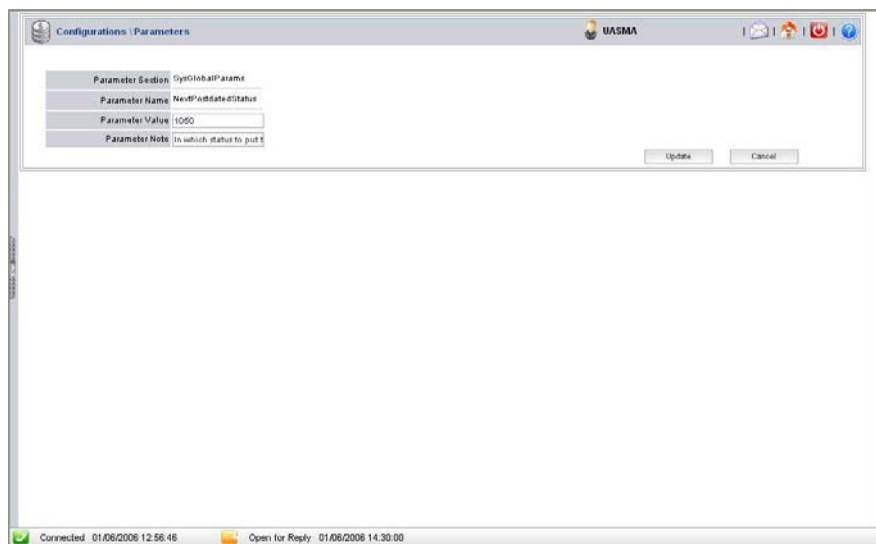 Configurations \ Parameters
UASMA
Parameter Section SysGlobalParams
Parameter Name NextPostdatedStatus
Parameter Value 1050
Parameter Note In which status to put t
Update Cancel
Connected 01/06/2006 12:56:46 Open for Reply 01/06/2006 14:30:00